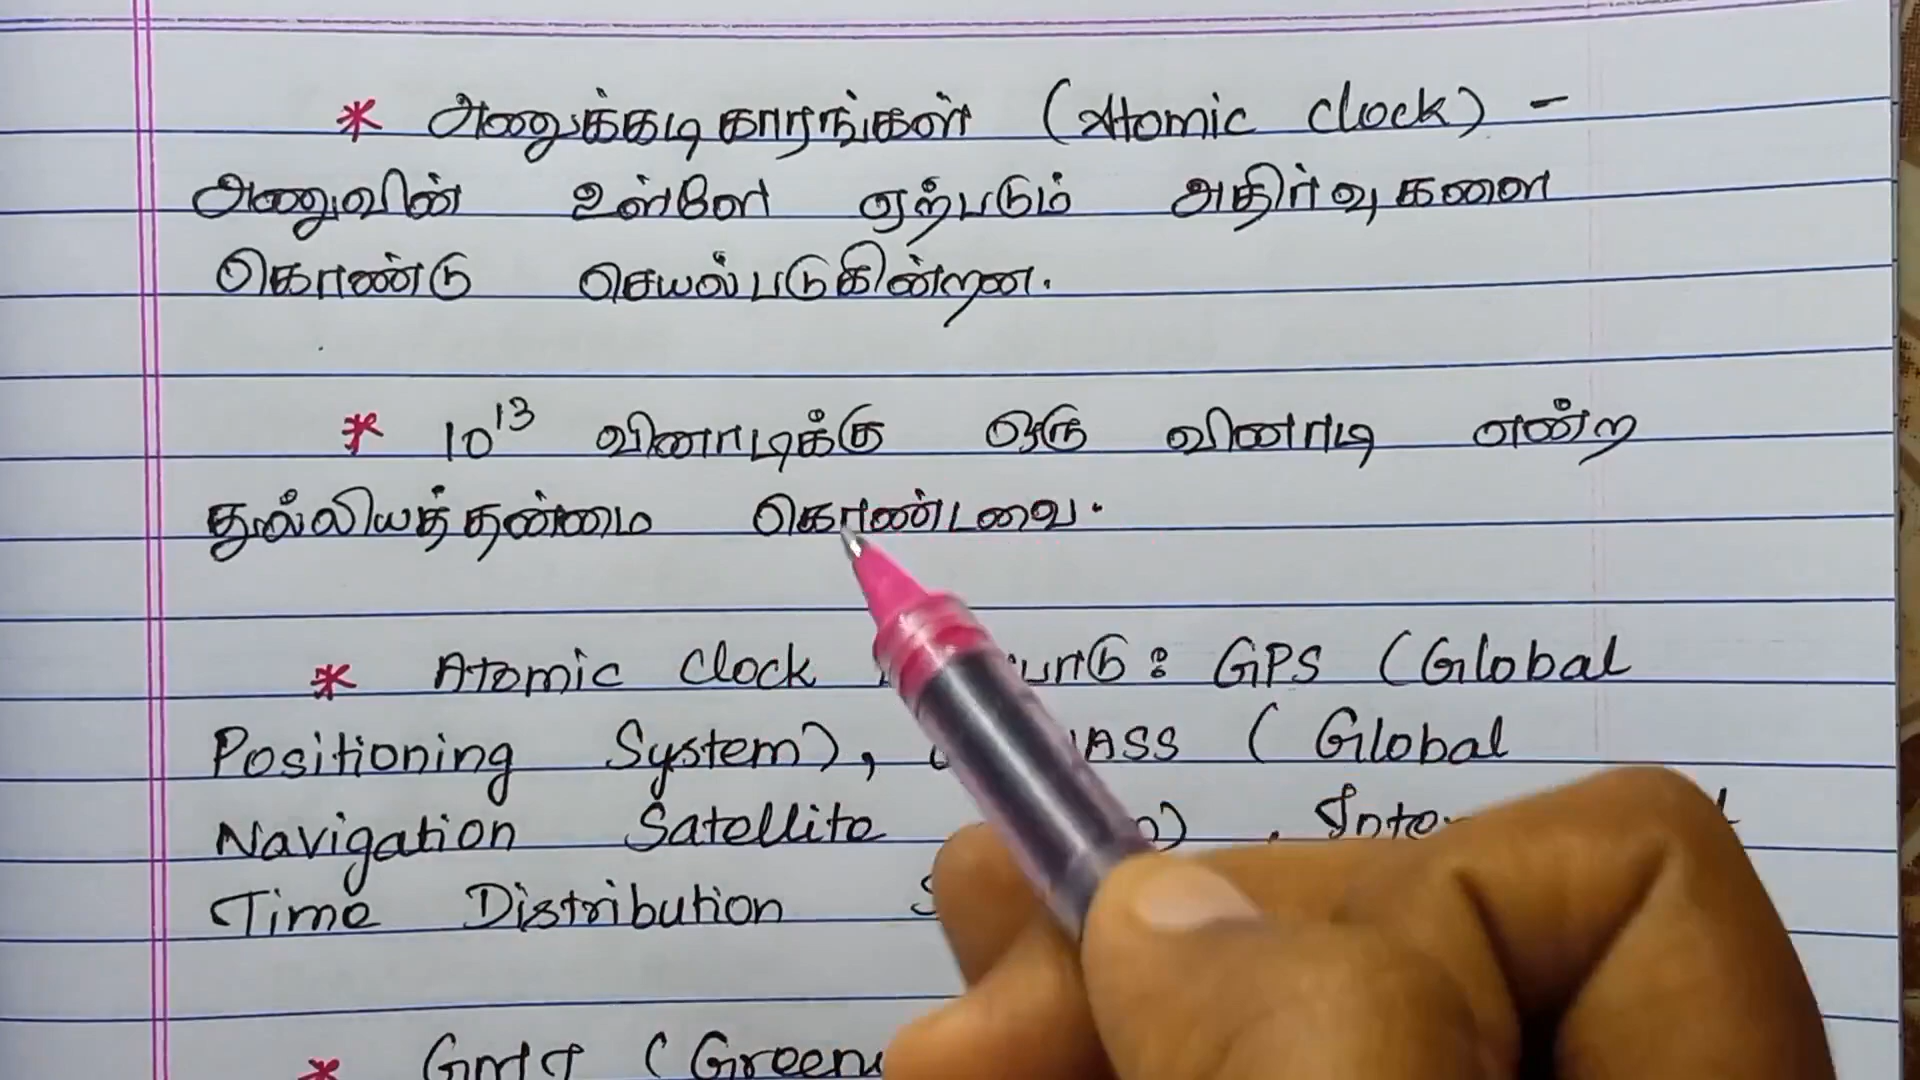 * அணுக்கடிகாரங்கள் (Atomic clock) -
அணுவின் உள்ளே ஏற்படும் அதிர்வுகளை
கொண்டு செயல்படுகின்றன.
* 10¹³ வினாடிக்கு ஒரு வினாடி என்ற
துல்லியத்தன்மை கொண்டவை.
* Atomic clock : GPS (Global
Positioning System), (Global
Navigation Satellite
Time Distribution
* GMT (